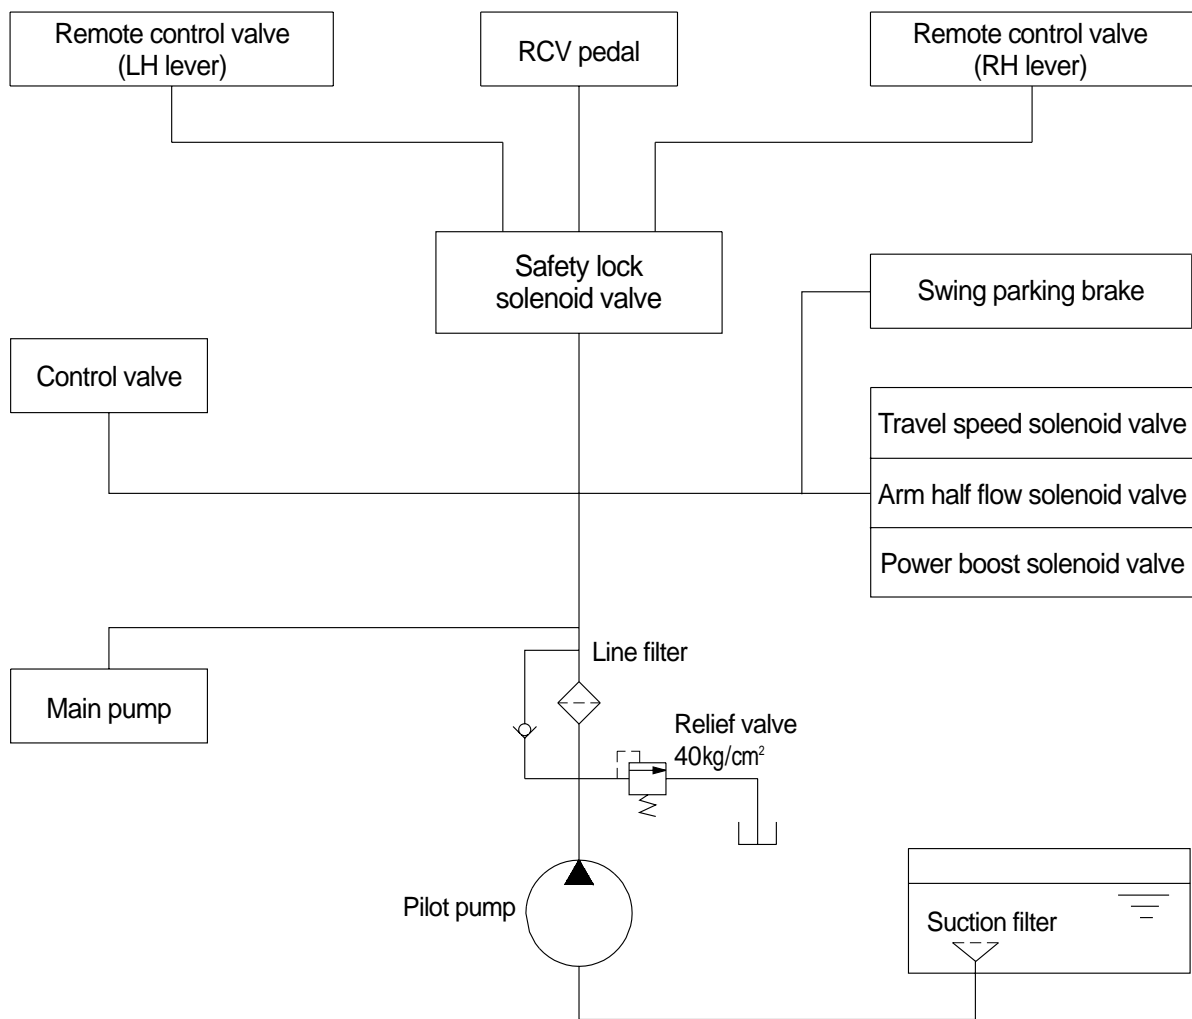 Remote control valve
(LH lever)
RCV pedal
Remote control valve
(RH lever)
Safety lock
solenoid valve
Swing parking brake
Control valve
Travel speed solenoid valve
Arm half flow solenoid valve
Power boost solenoid valve
Line filter
Main pump
Relief valve
40kg/cm²
Pilot pump
Suction filter